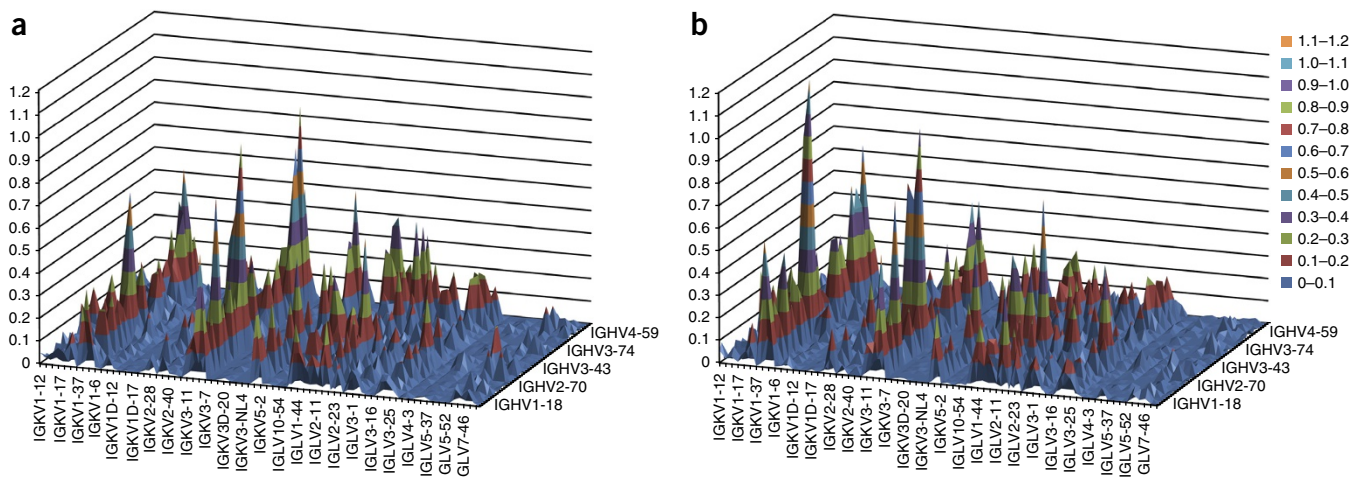 a
1.2
1.1
1.0
0.9
0.8
0.7
0.6
0.5
0.4
0.3
0.2
0.1
0
IGKV1-12
IGKV1-17
IGKV1-37
IGKV1-6
IGKV1D-12
IGKV1D-17
IGKV2-28
IGKV2-40
IGKV3-11
IGKV3-7
IGKV3D-20
IGKV3-NL4
IGKV5-2
IGLV10-54
IGLV1-44
IGLV2-11
IGLV2-23
IGLV3-1
IGLV3-16
IGLV3-25
IGLV4-3
IGLV5-37
IGLV5-52
GLV7-46
IGHV4-59
IGHV3-74
IGHV3-43
IGHV2-70
IGHV1-18
b
1.2
1.1
1.0
0.9
0.8
0.7
0.6
0.5
0.4
0.3
0.2
0.1
0
IGKV1-12
IGKV1-17
IGKV1-37
IGKV1-6
IGKV1D-12
IGKV1D-17
IGKV2-28
IGKV2-40
IGKV3-11
IGKV3-7
IGKV3D-20
IGKV3-NL4
IGKV5-2
IGLV10-54
IGLV1-44
IGLV2-11
IGLV2-23
IGLV3-1
IGLV3-16
IGLV3-25
IGLV4-3
IGLV5-37
IGLV5-52
IGLV7-46
IGHV4-59
IGHV3-74
IGHV3-43
IGHV2-70
IGHV1-18
1.1–1.2
1.0–1.1
0.9–1.0
0.8–0.9
0.7–0.8
0.6–0.7
0.5–0.6
0.4–0.5
0.3–0.4
0.2–0.3
0.1–0.2
0–0.1